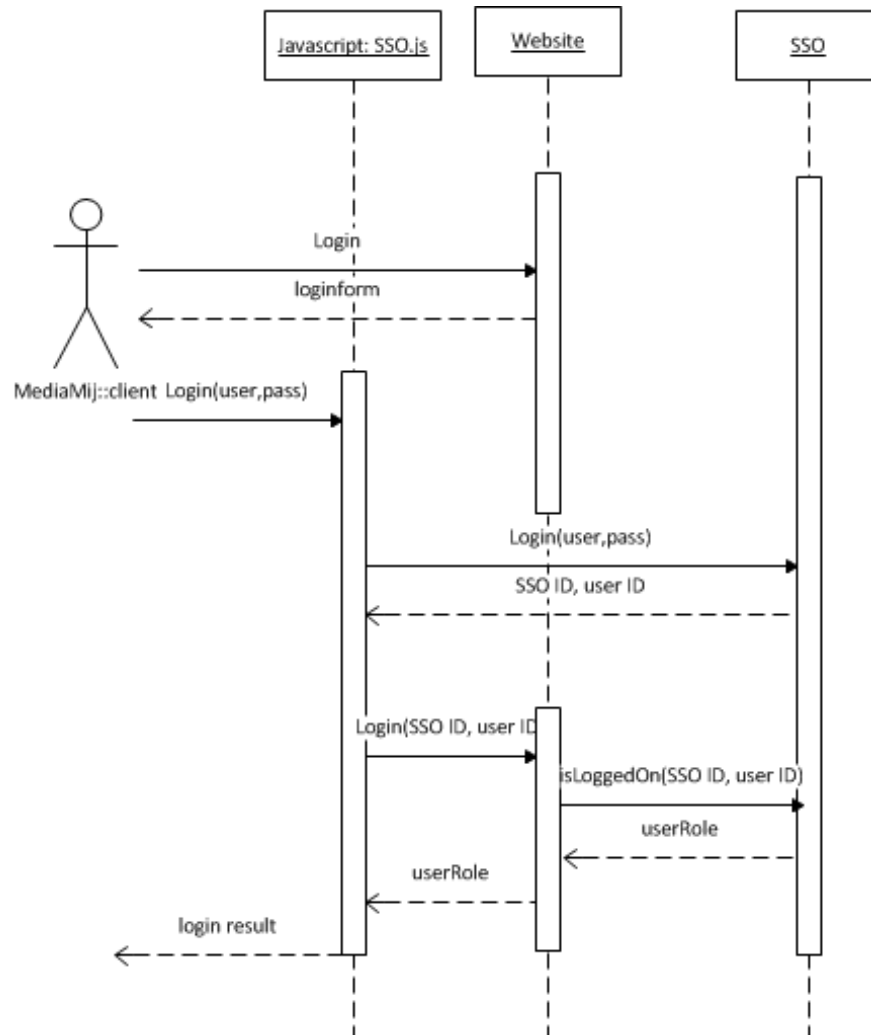 Javascript: SSO.js
Website
SSO
Login
loginform
MediaMij::client
Login(user,pass)
Login(user,pass)
SSO ID, user ID
Login(SSO ID, user ID
isLoggedOn(SSO ID, user ID)
userRole
userRole
login result